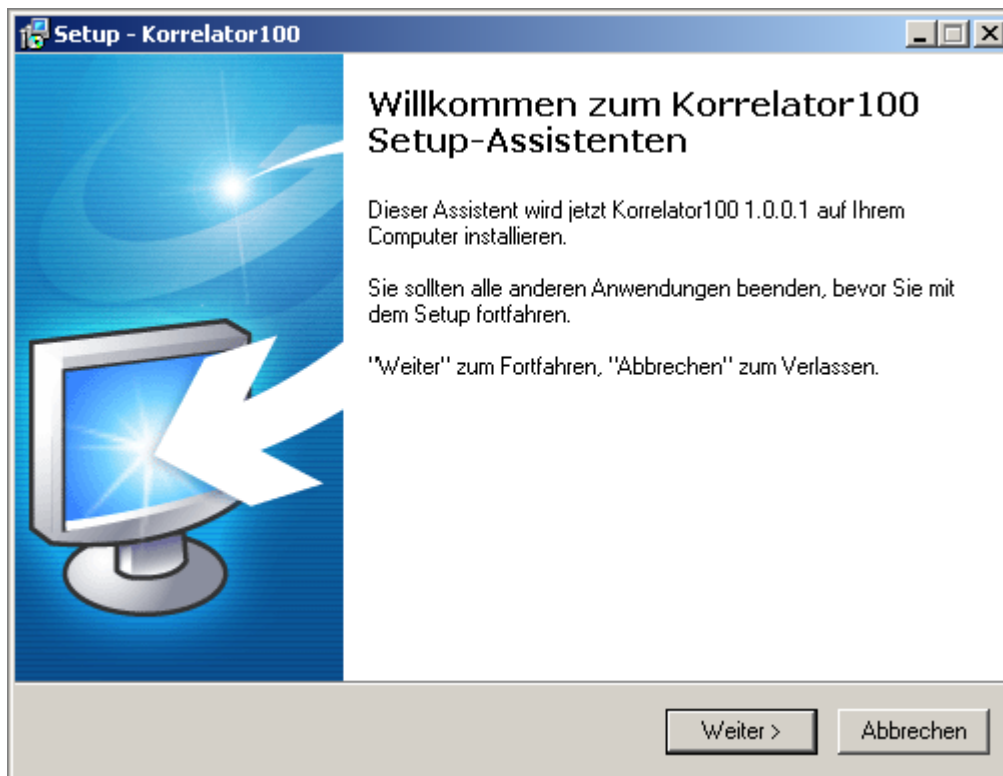 Setup - Korrelator100
Willkommen zum Korrelator100
Setup-Assistenten
Dieser Assistent wird jetzt Korrelator100 1.0.0.1 auf Ihrem
Computer installieren.
Sie sollten alle anderen Anwendungen beenden, bevor Sie mit
dem Setup fortfahren.
"Weiter" zum Fortfahren, "Abbrechen" zum Verlassen.
Weiter >
Abbrechen